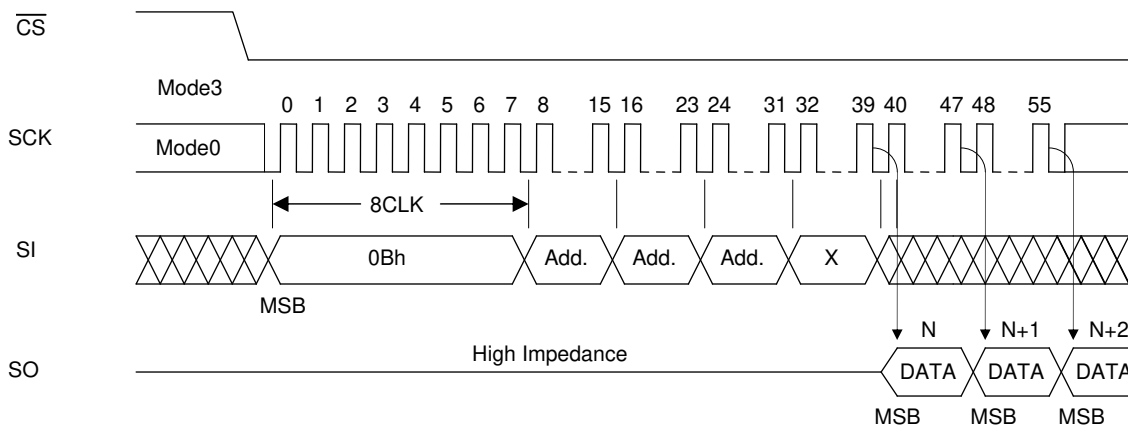 CS
Mode3
0 1 2 3 4 5 6 7 8 15 16 23 24 31 32 39 40 47 48 55
SCK
Mode0
8CLK
SI
0Bh
Add.
Add.
Add.
X
MSB
N
N+1
N+2
High Impedance
SO
DATA
DATA
DATA
MSB
MSB
MSB